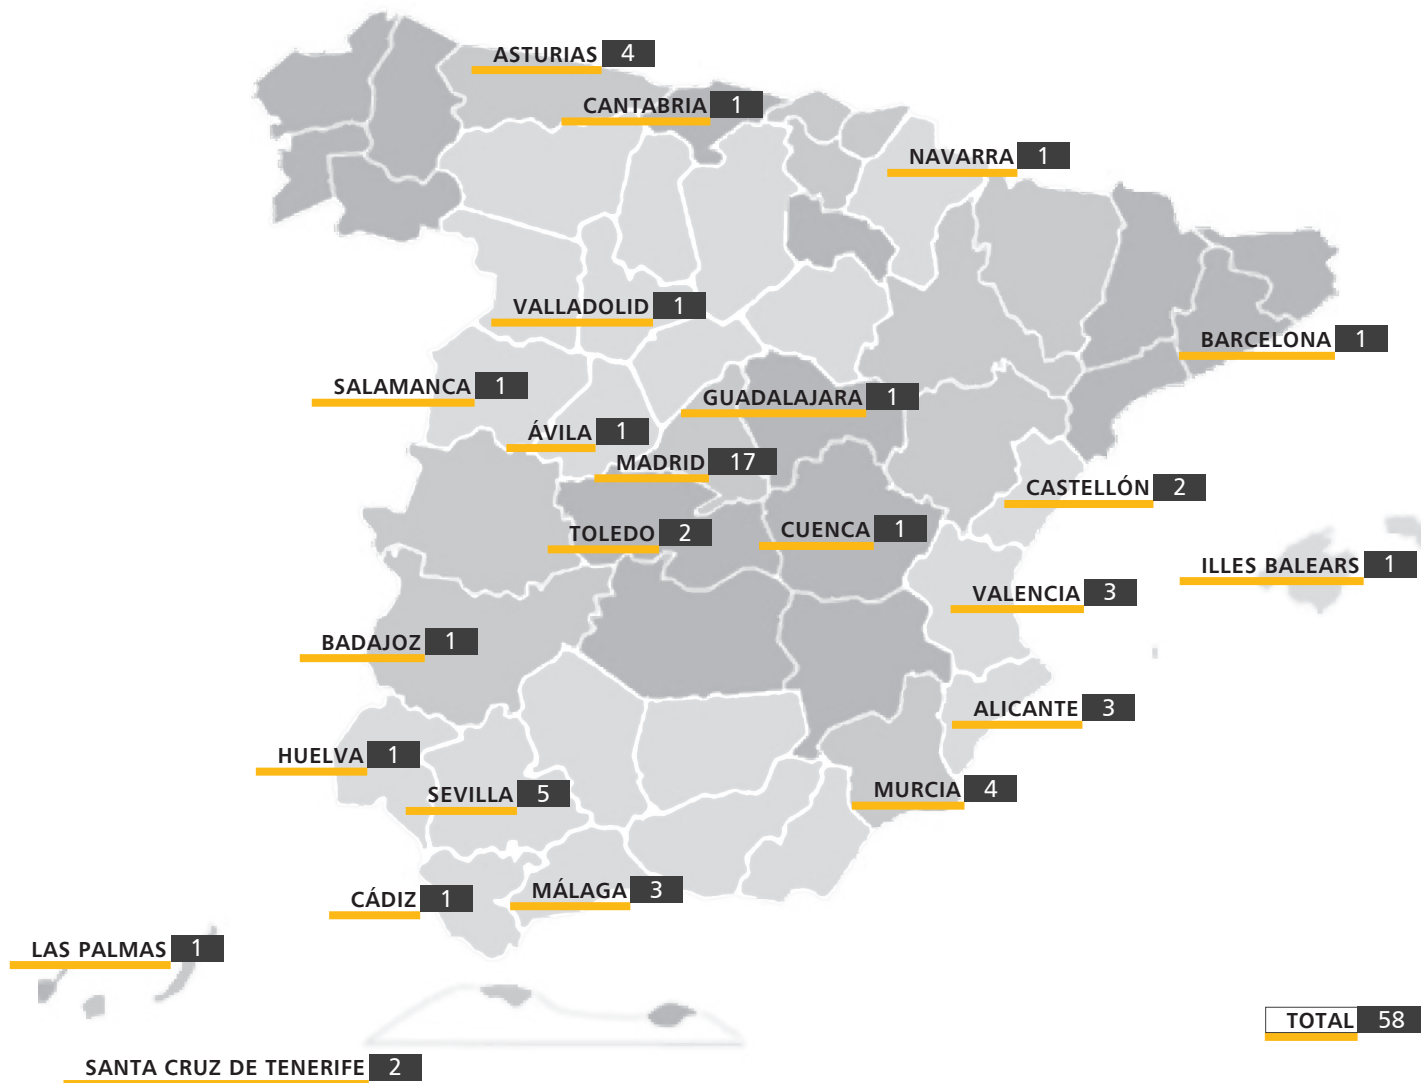 ASTURIAS 4
CANTABRIA 1
NAVARRA 1
VALLADOLID 1
BARCELONA 1
SALAMANCA 1
GUADALAJARA 1
ÁVILA 1
MADRID 17
CASTELLÓN 2
TOLEDO 2
CUENCA 1
ILLES BALEARS 1
VALENCIA 3
BADAJOZ 1
ALICANTE 3
HUELVA 1
SEVILLA 5
MURCIA 4
CÁDIZ 1
MÁLAGA 3
LAS PALMAS 1
TOTAL 58
SANTA CRUZ DE TENERIFE 2